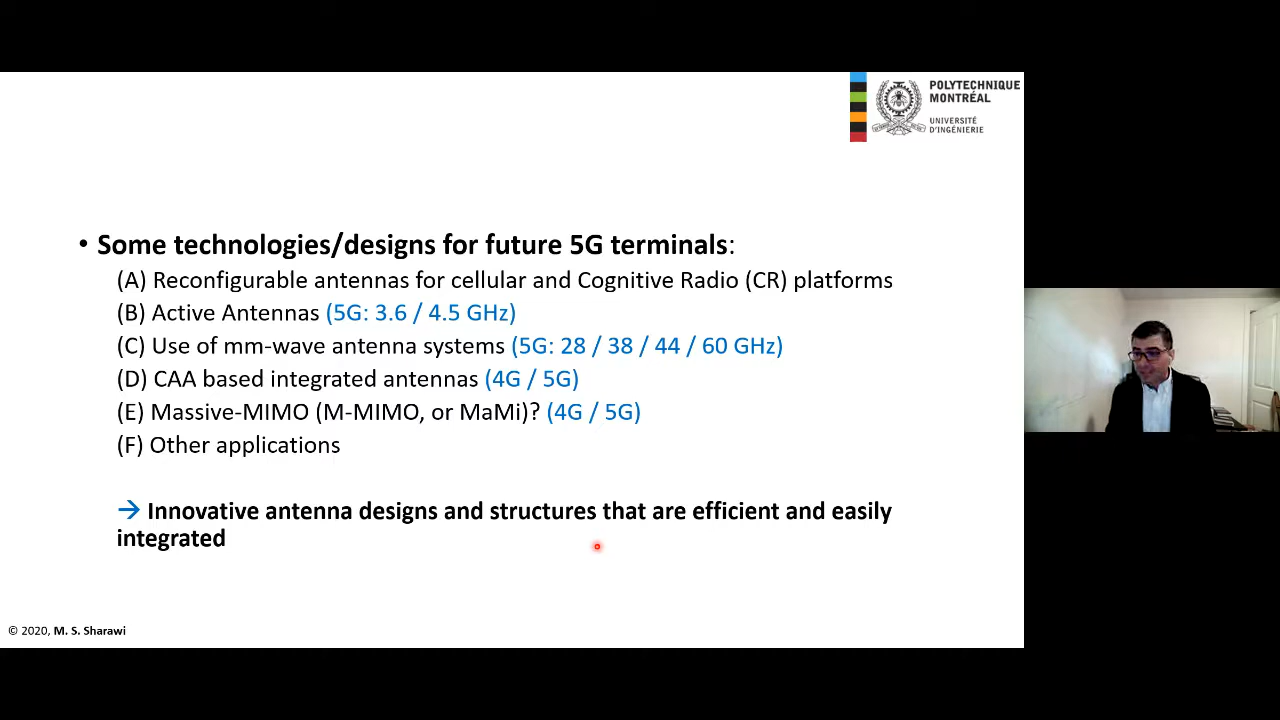 POLYTECHNIQUE
MONTRÉAL
UNIVERSITÉ
D'INGÉNIERIE
• Some technologies/designs for future 5G terminals:
(A) Reconfigurable antennas for cellular and Cognitive Radio (CR) platforms
(B) Active Antennas (5G: 3.6 / 4.5 GHz)
(C) Use of mm-wave antenna systems (5G: 28 / 38 / 44 / 60 GHz)
(D) CAA based integrated antennas (4G / 5G)
(E) Massive-MIMO (M-MIMO, or MaMi)? (4G / 5G)
(F) Other applications
→ Innovative antenna designs and structures that are efficient and easily
integrated
© 2020, M. S. Sharawi